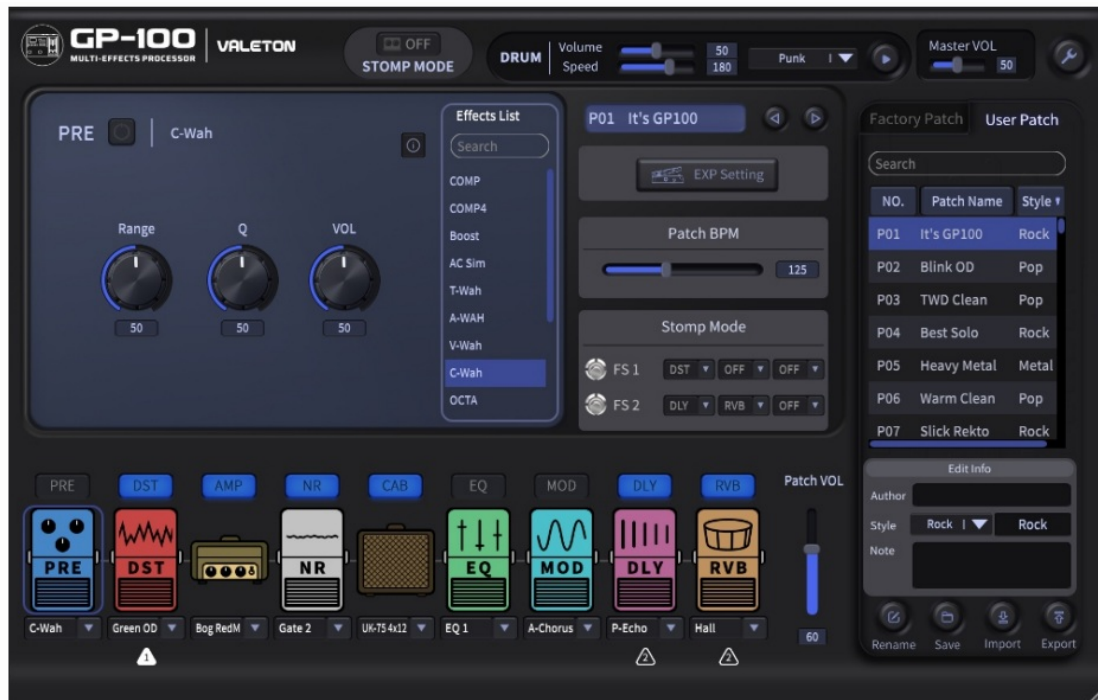 GP-100
MULTI-EFFECTS PROCESSOR
VALETON
OFF
STOMP MODE
DRUM
Volume 50
Speed 180
Punk
Master VOL
50
PRE
C-Wah
Range Q VOL
50 50 50
Effects List
Search
COMP
COMP4
Boost
AC Sim
T-Wah
A-WAH
V-Wah
C-Wah
OCTA
P01 It's GP100
EXP Setting
Patch BPM
125
Stomp Mode
FS 1 DST OFF OFF
FS 2 DLY RVB OFF
Factory Patch User Patch
Search
NO. Patch Name Style
P01 It's GP100 Rock
P02 Blink OD Pop
P03 TWD Clean Pop
P04 Best Solo Rock
P05 Heavy Metal Metal
P06 Warm Clean Pop
P07 Slick Rekto Rock
Edit Info
Author
Style Rock Rock
Note
Rename Save Import Export
PRE DST AMP NR CAB EQ MOD DLY RVB
PRE DST NR EQ MOD DLY RVB
C-Wah Green OD Bog RedM Gate 2 UK-75 4x12 EQ 1 A-Chorus P-Echo Hall
1 2 2
Patch VOL
60